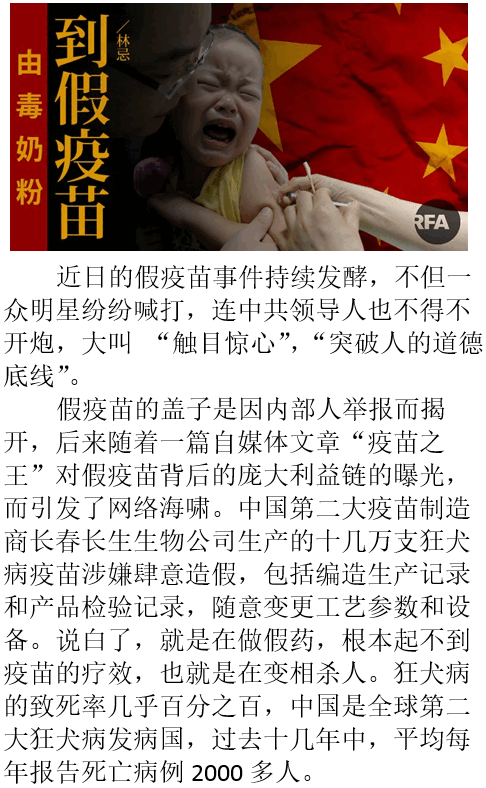 由毒奶粉
到假疫苗
／林忌
RFA
近日的假疫苗事件持续发酵，不但一
众明星纷纷喊打，连中共领导人也不得不
开炮，大叫 “触目惊心”，“突破人的道德
底线”。
假疫苗的盖子是因内部人举报而揭
开，后来随着一篇自媒体文章“疫苗之
王”对假疫苗背后的庞大利益链的曝光，
而引发了网络海啸。中国第二大疫苗制造
商长春长生生物公司生产的十几万支狂犬
病疫苗涉嫌肆意造假，包括编造生产记录
和产品检验记录，随意变更工艺参数和设
备。说白了，就是在做假药，根本起不到
疫苗的疗效，也就是在变相杀人。狂犬病
的致死率几乎百分之百，中国是全球第二
大狂犬病发病国，过去十几年中，平均每
年报告死亡病例 2000 多人。